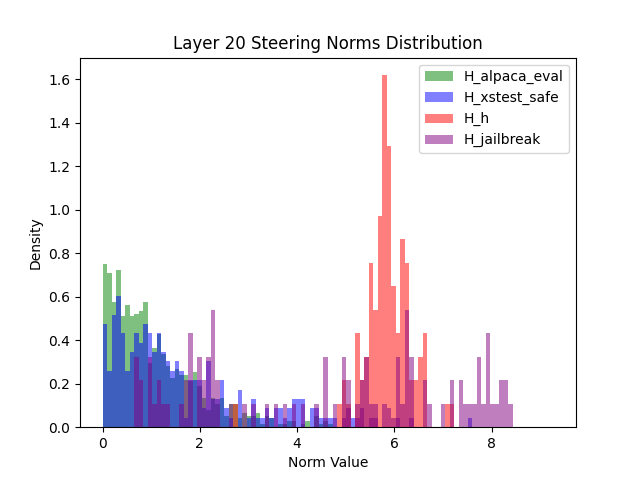 Layer 20 Steering Norms Distribution
H_alpaca_eval
H_xstest_safe
H_h
H_jailbreak
Density
1.6
1.4
1.2
1.0
0.8
0.6
0.4
0.2
0.0
0 2 4 6 8
Norm Value